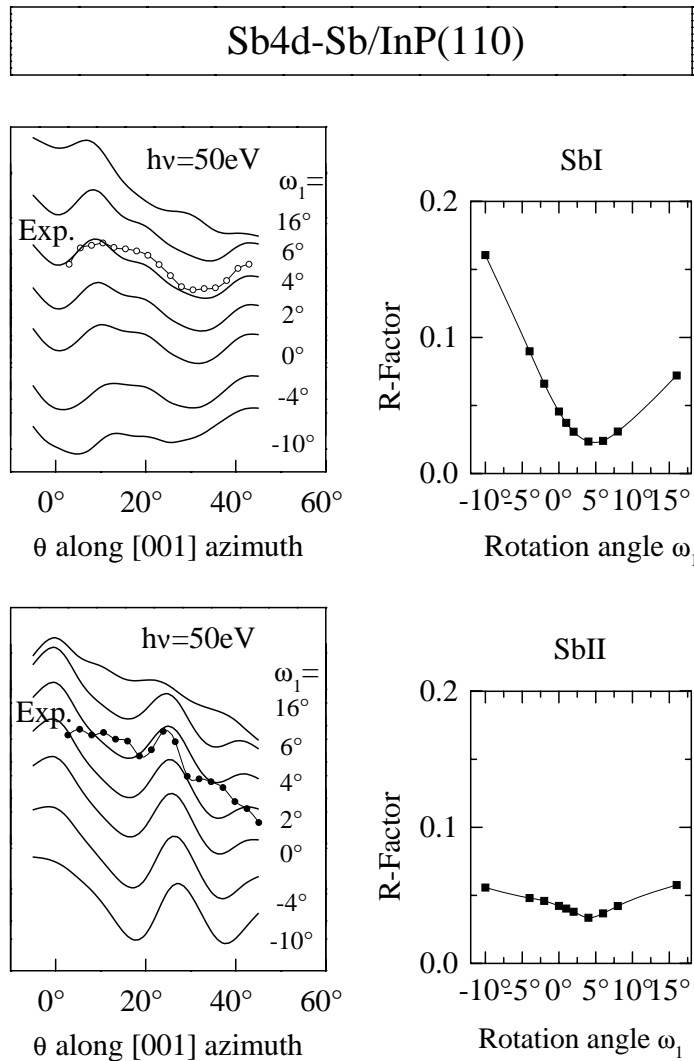 Sb4d-Sb/InP(110)
hν=50eV
ω₁=
16°
Exp.
6°
4°
2°
0°
-4°
-10°
0° 20° 40° 60°
θ along [001] azimuth
SbI
0.2
0.1
0.0
R-Factor
-10° -5° 0° 5° 10° 15°
Rotation angle ω₁
hν=50eV
ω₁=
16°
Exp.
6°
4°
2°
0°
-4°
-10°
0° 20° 40° 60°
θ along [001] azimuth
SbII
0.2
0.1
0.0
R-Factor
-10° -5° 0° 5° 10° 15°
Rotation angle ω₁